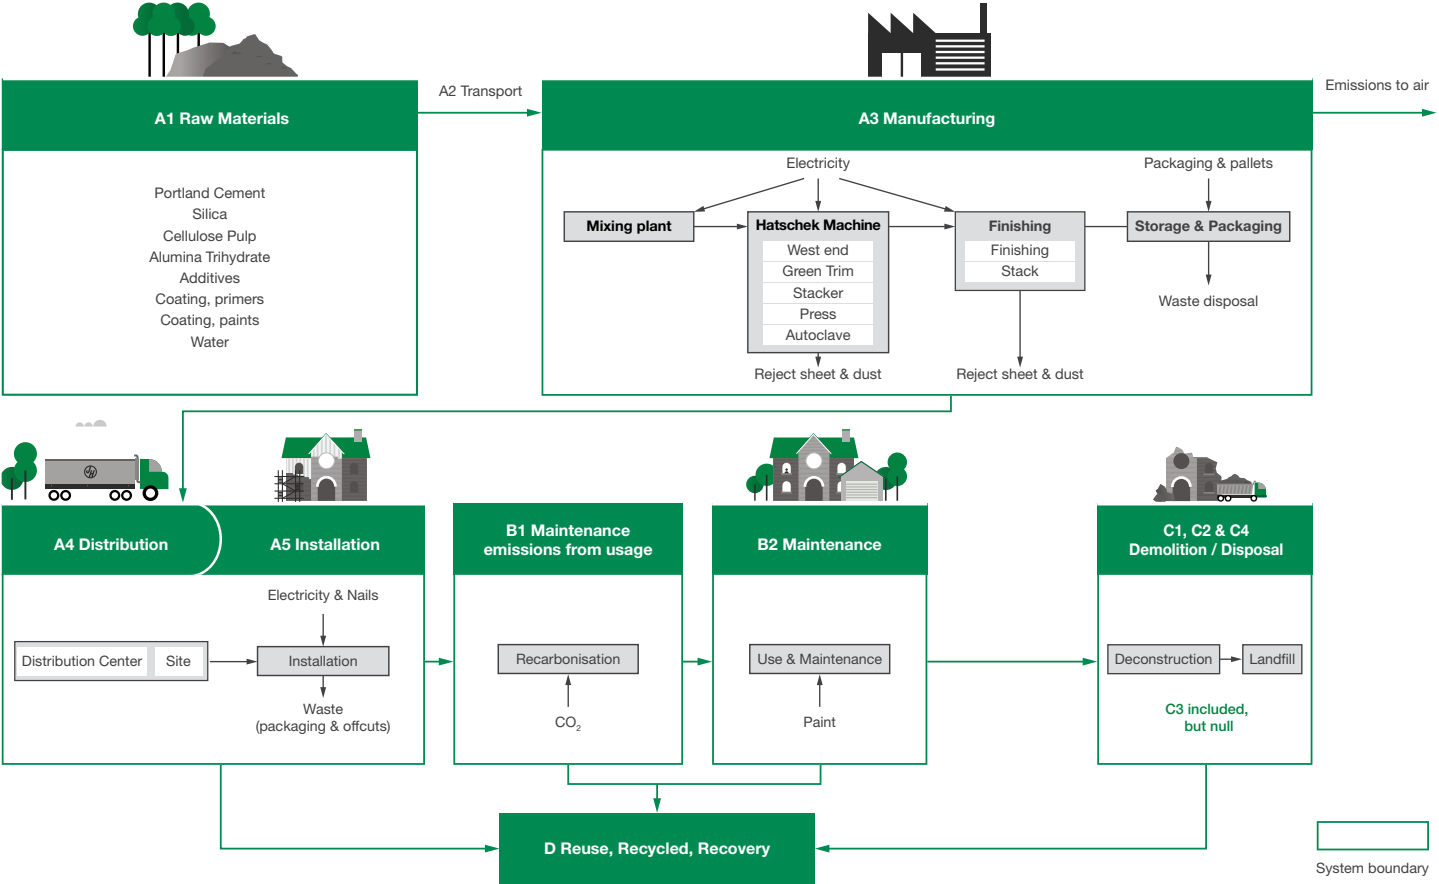 A1 Raw Materials
Portland Cement
Silica
Cellulose Pulp
Alumina Trihydrate
Additives
Coating, primers
Coating, paints
Water
A2 Transport
A3 Manufacturing
Emissions to air
Electricity
Packaging & pallets
Mixing plant
Hatschek Machine
West end
Green Trim
Stacker
Press
Autoclave
Reject sheet & dust
Finishing
Finishing
Stack
Reject sheet & dust
Storage & Packaging
Waste disposal
A4 Distribution
A5 Installation
Electricity & Nails
Distribution Center
Site
Installation
Waste
(packaging & offcuts)
B1 Maintenance
emissions from usage
Recarbonisation
CO₂
B2 Maintenance
Use & Maintenance
Paint
C1, C2 & C4
Demolition / Disposal
Deconstruction
Landfill
C3 included,
but null
D Reuse, Recycled, Recovery
System boundary